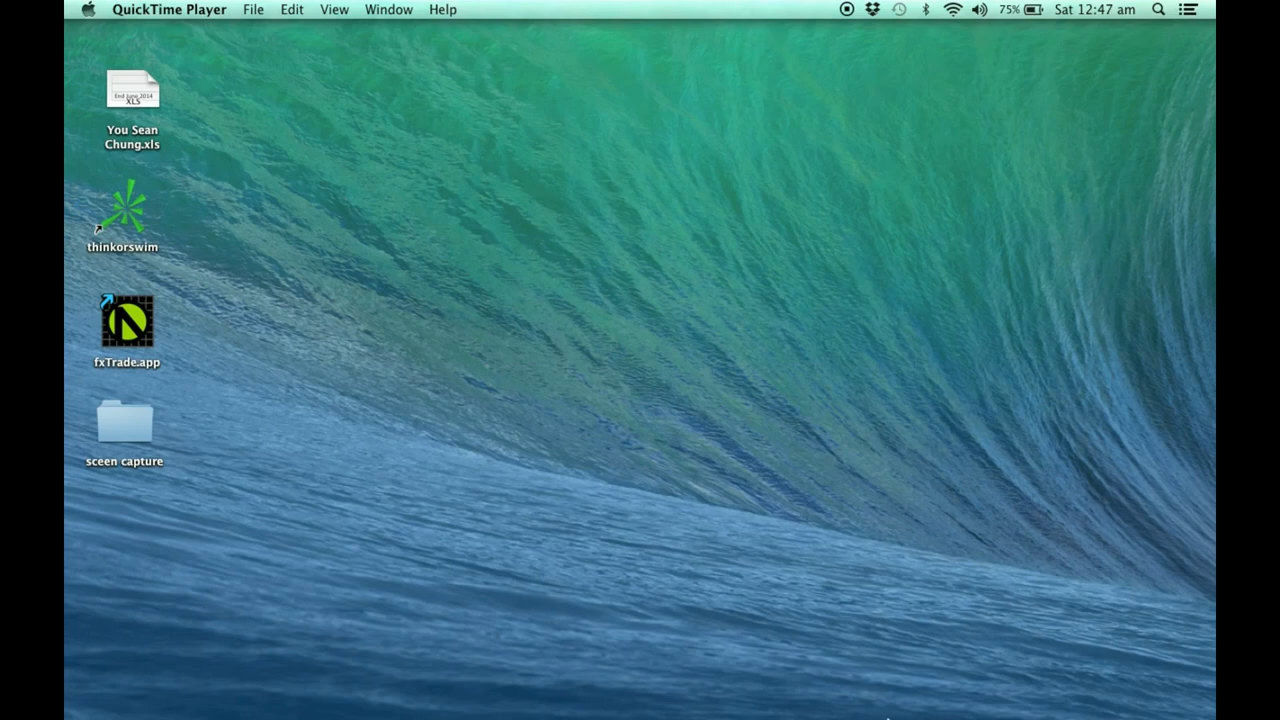 QuickTime Player File Edit View Window Help 75% Sat 12:47 am
End June 2014
XLS
You Sean
Chung.xls
thinkorswim
fxTrade.app
sceen capture